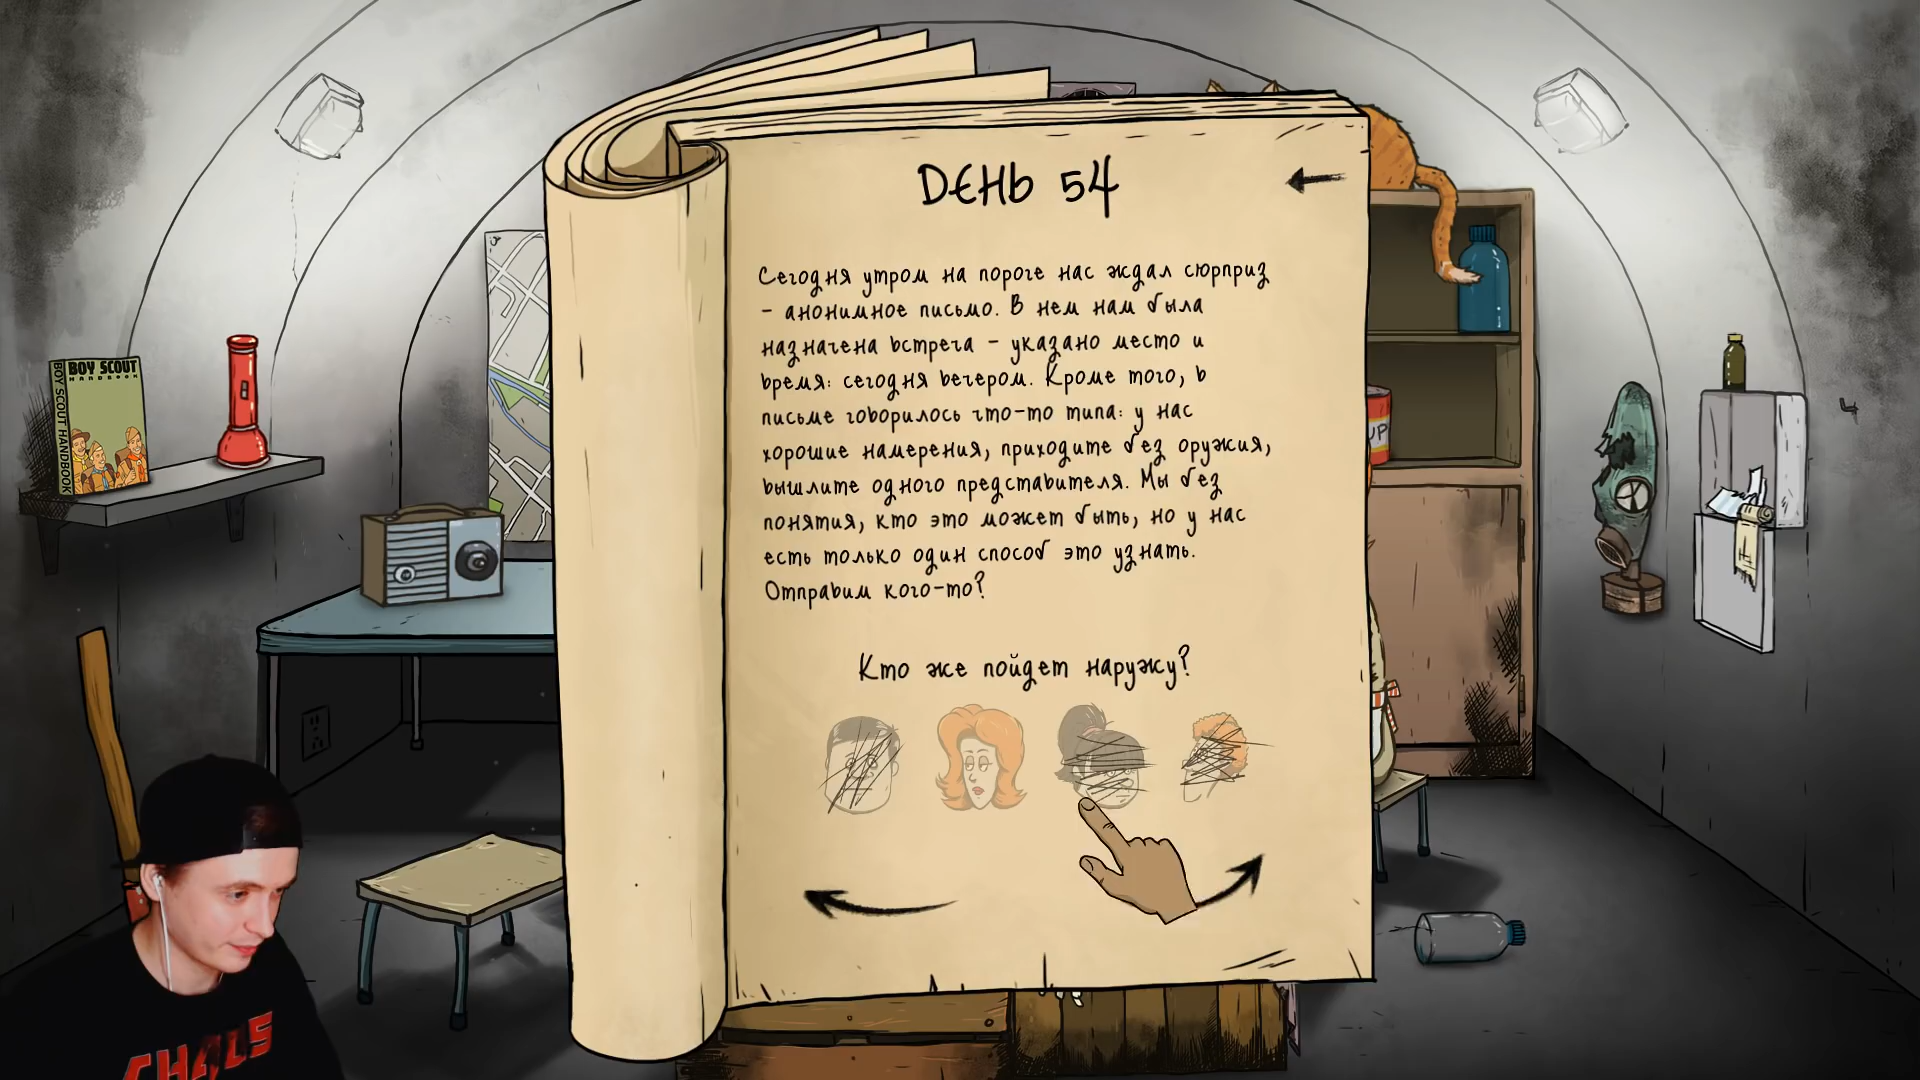 ДЕНЬ 54
Сегодня утром на пороге нас ждал сюрприз
- анонимное письмо. В нем нам была
назначена встреча - указано место и
время: сегодня вечером. Кроме того, в
письме говорилось что-то типа: у нас
хорошие намерения, приходите без оружия,
вышлите одного представителя. Мы без
понятия, кто это может быть, но у нас
есть только один способ это узнать.
Отправим кого-то?
Кто же пойдет наружу?
BOY SCOUT
HANDBOOK
BOY SCOUT HANDBOOK
UP
CHAOS